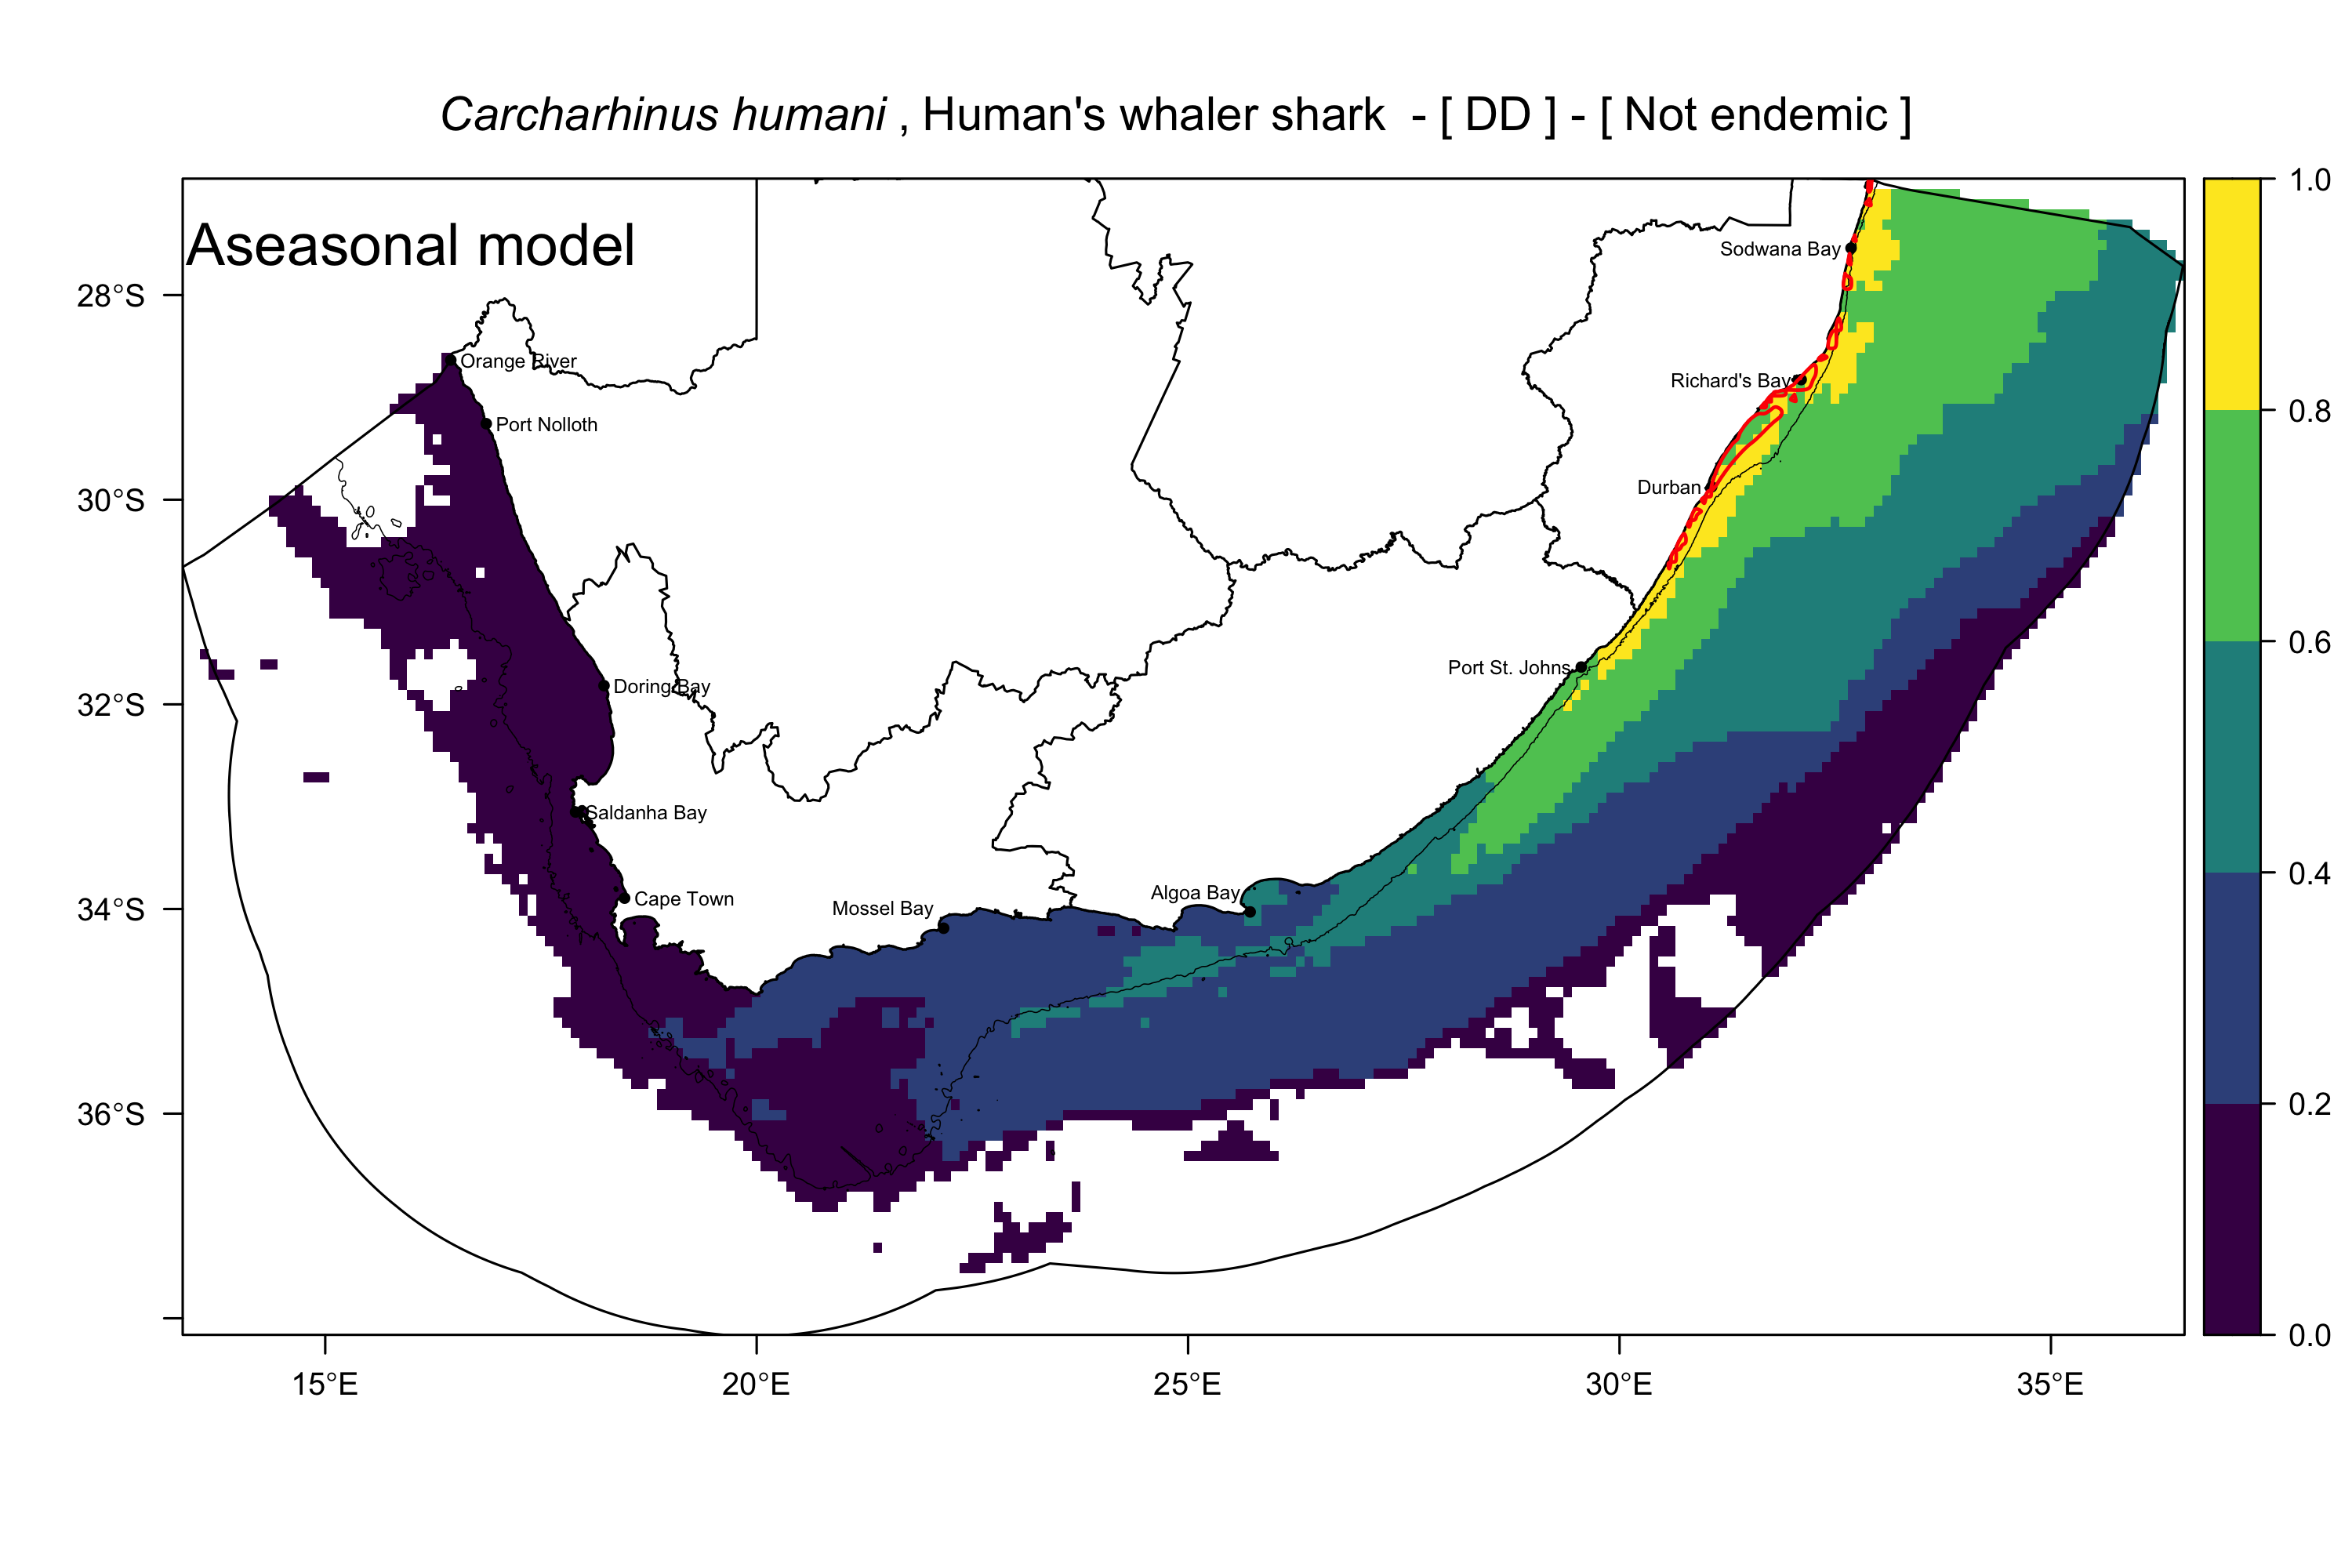 Carcharhinus humani , Human's whaler shark - [ DD ] - [ Not endemic ]
Aseasonal model
1.0
0.8
0.6
0.4
0.2
0.0
28°S
30°S
32°S
34°S
36°S
Sodwana Bay
Orange River
Richard's Bay
Port Nolloth
Durban
Port St. Johns
Doring Bay
Saldanha Bay
Algoa Bay
Cape Town
Mossel Bay
15°E
20°E
25°E
30°E
35°E